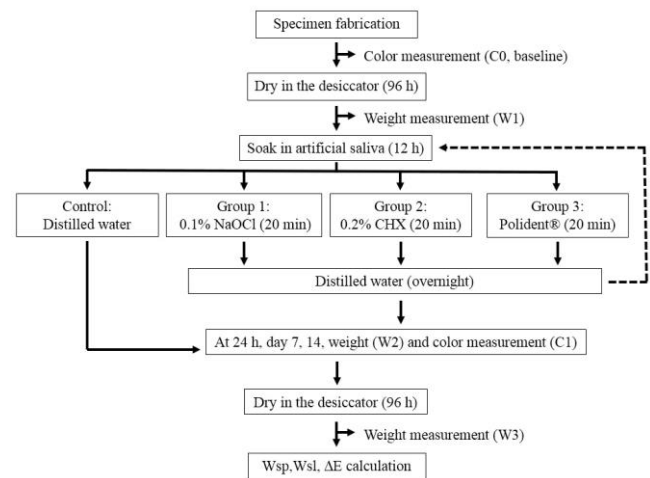 Specimen fabrication
Color measurement (C0, baseline)
Dry in the desiccator (96 h)
Weight measurement (W1)
Soak in artificial saliva (12 h)
Control:
Distilled water
Group 1:
0.1% NaOCl (20 min)
Group 2:
0.2% CHX (20 min)
Group 3:
Polident® (20 min)
Distilled water (overnight)
At 24 h, day 7, 14, weight (W2) and color measurement (C1)
Dry in the desiccator (96 h)
Weight measurement (W3)
Wsp,Wsl, ΔE calculation